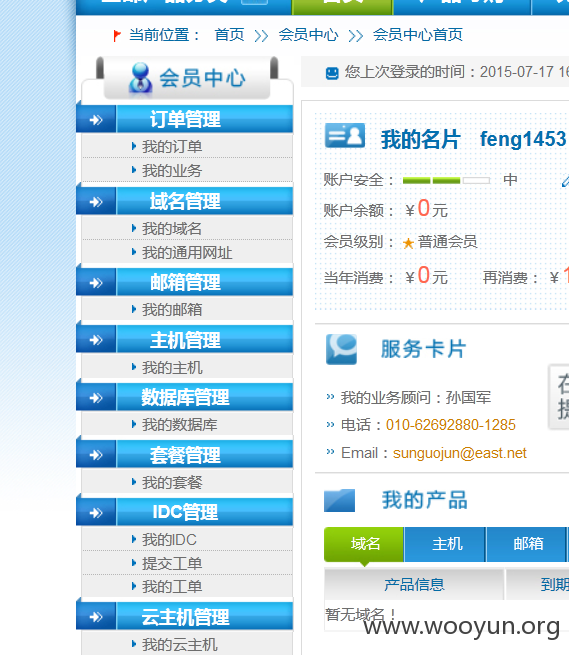 当前位置： 首页 >> 会员中心 >> 会员中心首页
会员中心
订单管理
我的订单
我的业务
域名管理
我的域名
我的通用网址
邮箱管理
我的邮箱
主机管理
我的主机
数据库管理
我的数据库
套餐管理
我的套餐
IDC管理
我的IDC
提交工单
我的工单
云主机管理
我的云主机
您上次登录的时间：2015-07-17 16
我的名片 feng1453
账户安全： 中
账户余额： ￥0元
会员级别： 普通会员
当年消费： ￥0元 再消费： ￥1
服务卡片
我的业务顾问：孙国军
电话：010-62692880-1285
Email：sunguojun@east.net
在
提
我的产品
域名 主机 邮箱
产品信息 到期
暂无域名！
www.wooyun.org